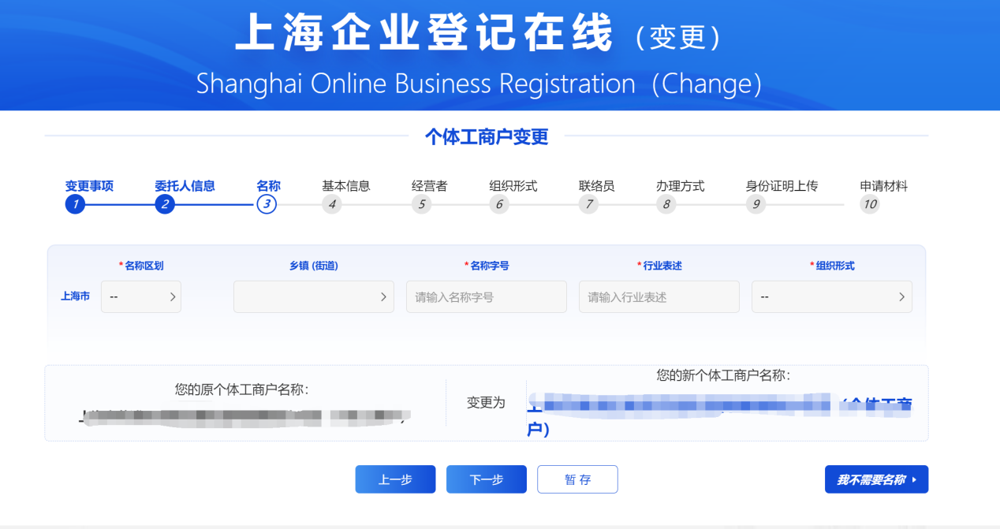 上海企业登记在线（变更）
Shanghai Online Business Registration（Change）
个体工商户变更
变更事项 委托人信息 名称 基本信息 经营者 组织形式 联络员 办理方式 身份证明上传 申请材料
1 2 3 4 5 6 7 8 9 10
*名称区划 乡镇 (街道) *名称字号 *行业表述 *组织形式
上海市 -- 请输入名称字号 请输入行业表述 --
您的原个体工商户名称：
变更为
您的新个体工商户名称：
（个体工商
户)
上一步 下一步 暂 存 我不需要名称